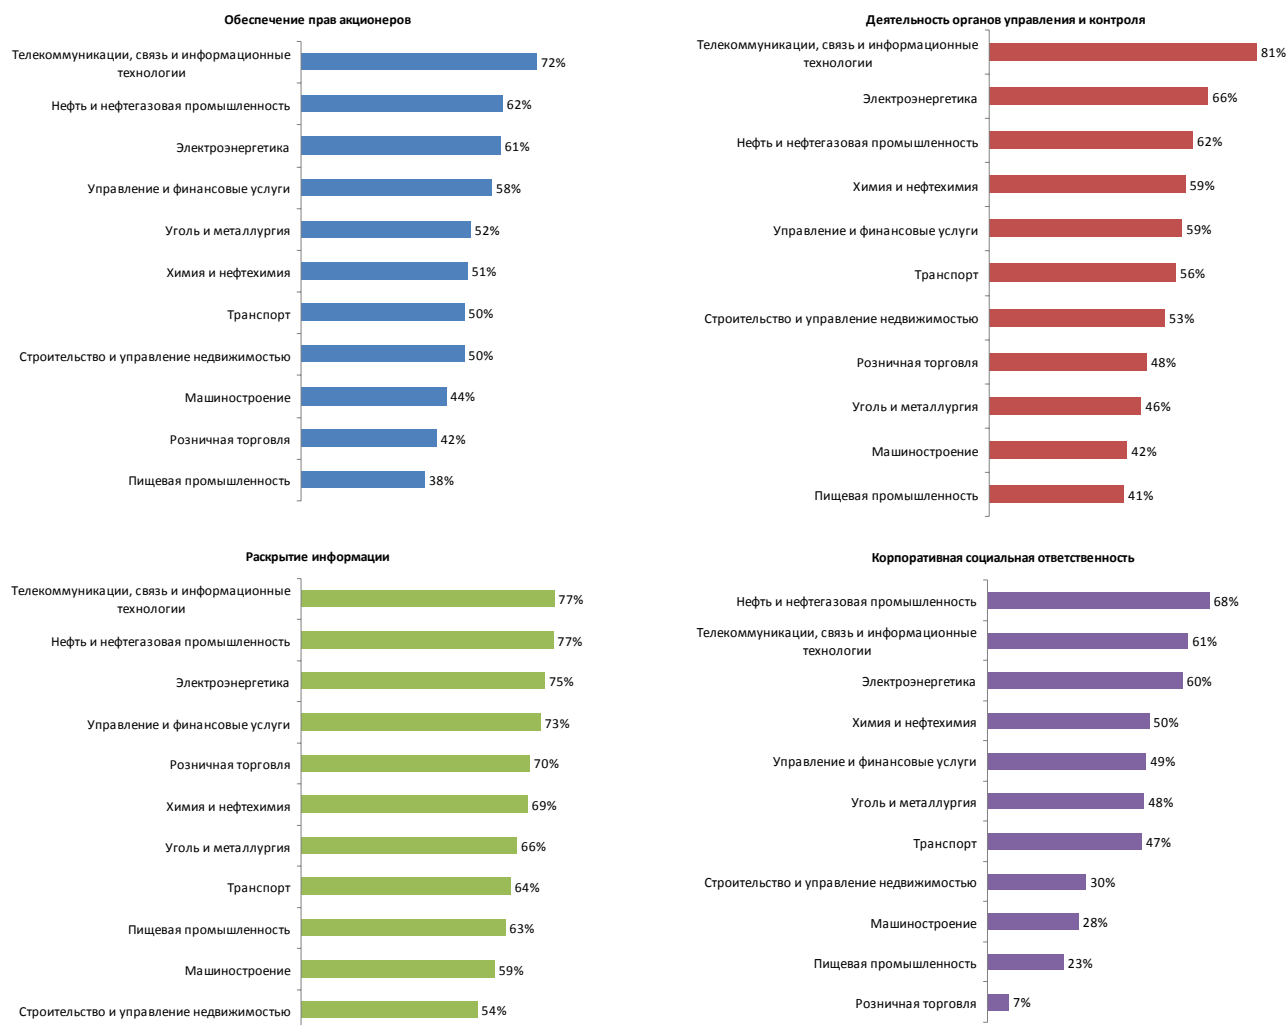 Обеспечение прав акционеров
Телекоммуникации, связь и информационные
технологии
72%
Нефть и нефтегазовая промышленность
62%
Электроэнергетика
61%
Управление и финансовые услуги
58%
Уголь и металлургия
52%
Химия и нефтехимия
51%
Транспорт
50%
Строительство и управление недвижимостью
50%
Машиностроение
44%
Розничная торговля
42%
Пищевая промышленность
38%
Деятельность органов управления и контроля
Телекоммуникации, связь и информационные
технологии
81%
Электроэнергетика
66%
Нефть и нефтегазовая промышленность
62%
Химия и нефтехимия
59%
Управление и финансовые услуги
59%
Транспорт
56%
Строительство и управление недвижимостью
53%
Розничная торговля
48%
Уголь и металлургия
46%
Машиностроение
42%
Пищевая промышленность
41%
Раскрытие информации
Телекоммуникации, связь и информационные
технологии
77%
Нефть и нефтегазовая промышленность
77%
Электроэнергетика
75%
Управление и финансовые услуги
73%
Розничная торговля
70%
Химия и нефтехимия
69%
Уголь и металлургия
66%
Транспорт
64%
Пищевая промышленность
63%
Машиностроение
59%
Строительство и управление недвижимостью
54%
Корпоративная социальная ответственность
Нефть и нефтегазовая промышленность
68%
Телекоммуникации, связь и информационные
технологии
61%
Электроэнергетика
60%
Химия и нефтехимия
50%
Управление и финансовые услуги
49%
Уголь и металлургия
48%
Транспорт
47%
Строительство и управление недвижимостью
30%
Машиностроение
28%
Пищевая промышленность
23%
Розничная торговля
7%